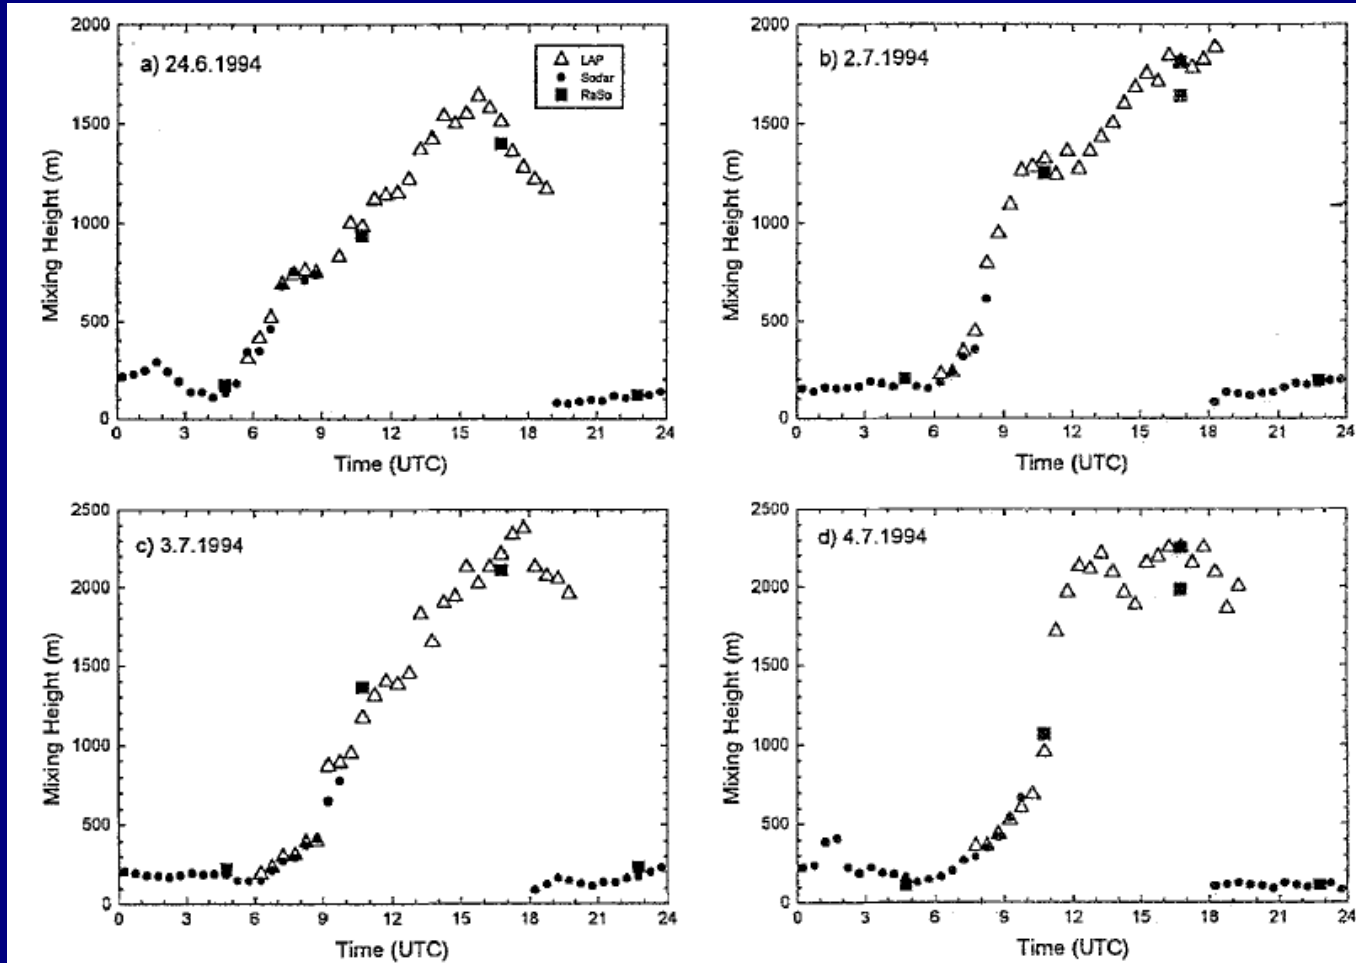 a) 24.6.1994
LAP
Sodar
RaSo
2000
1500
1000
500
0
Mixing Height (m)
0 3 6 9 12 15 18 21 24
Time (UTC)
b) 2.7.1994
2000
1500
1000
500
0
Mixing Height (m)
0 3 6 9 12 15 18 21 24
Time (UTC)
c) 3.7.1994
2500
2000
1500
1000
500
0
Mixing Height (m)
0 3 6 9 12 15 18 21 24
Time (UTC)
d) 4.7.1994
2500
2000
1500
1000
500
0
Mixing Height (m)
0 3 6 9 12 15 18 21 24
Time (UTC)